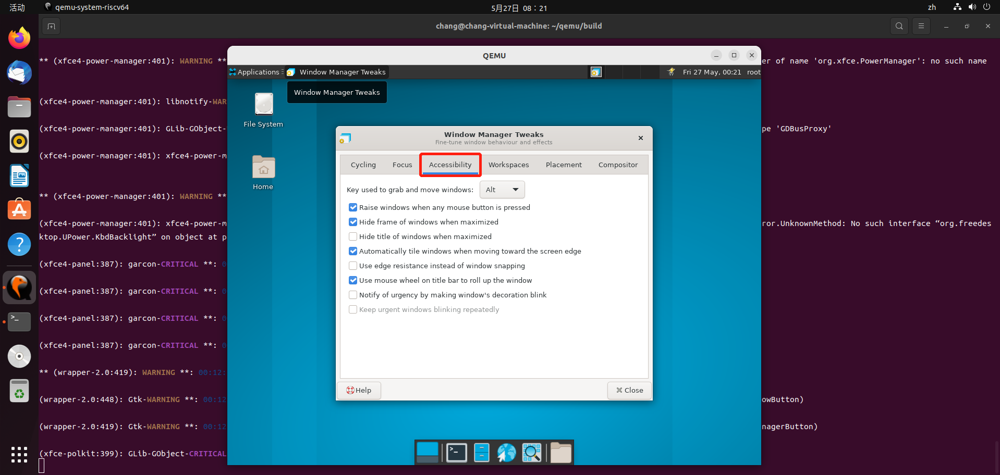 活动
qemu-system-riscv64
5月27日 08：21
zh
chang@chang-virtual-machine: ~/qemu/build
** (xfce4-power-manager:401): WARNING **
er of name 'org.xfce.PowerManager': no such name
(xfce4-power-manager:401): libnotify-WAR
(xfce4-power-manager:401): GLib-GObject-
pe 'GDBusProxy'
(xfce4-power-manager:401): xfce4-power-m
** (xfce4-power-manager:401): WARNING **
(xfce4-power-manager:401): xfce4-power-m
ror.UnknownMethod: No such interface “org.freedes
ktop.UPower.KbdBacklight” on object at p
(xfce4-panel:387): garcon-CRITICAL **: 0
(xfce4-panel:387): garcon-CRITICAL **: 0
(xfce4-panel:387): garcon-CRITICAL **: 0
(xfce4-panel:387): garcon-CRITICAL **: 0
** (wrapper-2.0:419): WARNING **: 00:12:
(wrapper-2.0:448): Gtk-WARNING **: 00:12
owButton)
(wrapper-2.0:419): Gtk-WARNING **: 00:12
nagerButton)
(xfce-polkit:399): GLib-GObject-CRITICAL
QEMU
Applications
Window Manager Tweaks
Fri 27 May, 00:21
root
Window Manager Tweaks
File System
Home
Window Manager Tweaks
Fine-tune window behaviour and effects
Cycling
Focus
Accessibility
Workspaces
Placement
Compositor
Key used to grab and move windows:
Alt
Raise windows when any mouse button is pressed
Hide frame of windows when maximized
Hide title of windows when maximized
Automatically tile windows when moving toward the screen edge
Use edge resistance instead of window snapping
Use mouse wheel on title bar to roll up the window
Notify of urgency by making window's decoration blink
Keep urgent windows blinking repeatedly
Help
Close